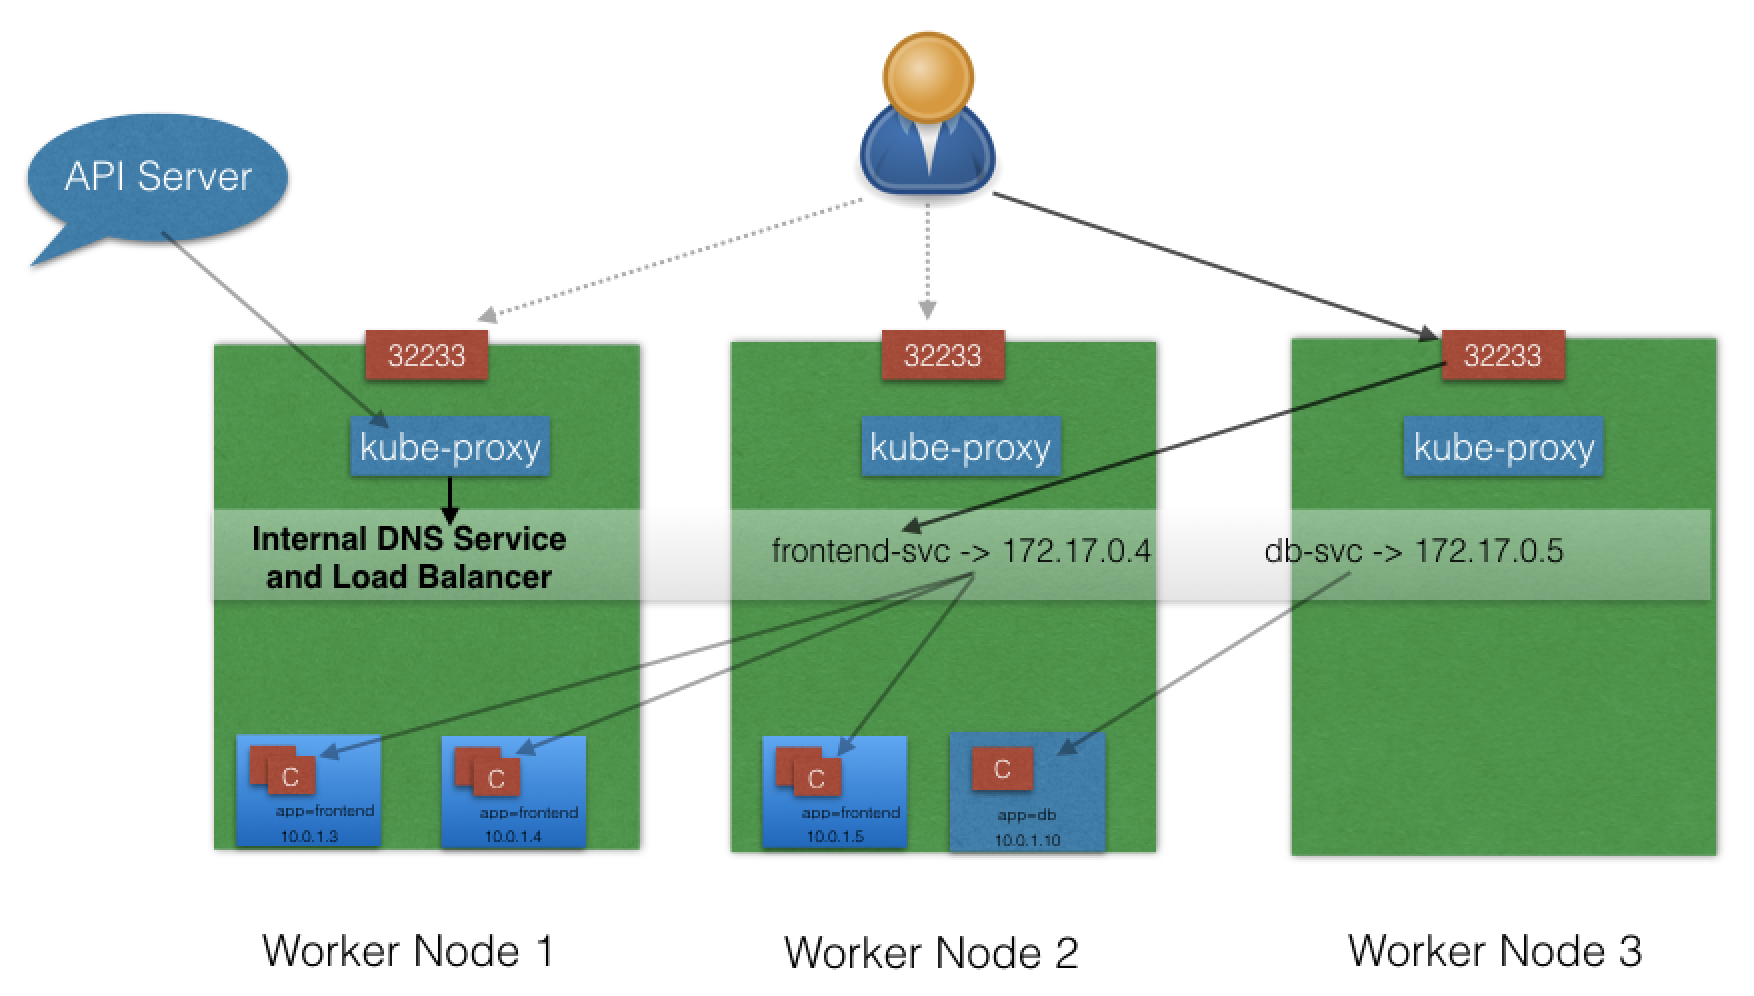 API Server
32233
32233
32233
kube-proxy
kube-proxy
kube-proxy
Internal DNS Service
and Load Balancer
frontend-svc -> 172.17.0.4
db-svc -> 172.17.0.5
C
app=frontend
10.0.1.3
C
app=frontend
10.0.1.4
C
app=frontend
10.0.1.5
C
app=db
10.0.1.10
Worker Node 1
Worker Node 2
Worker Node 3